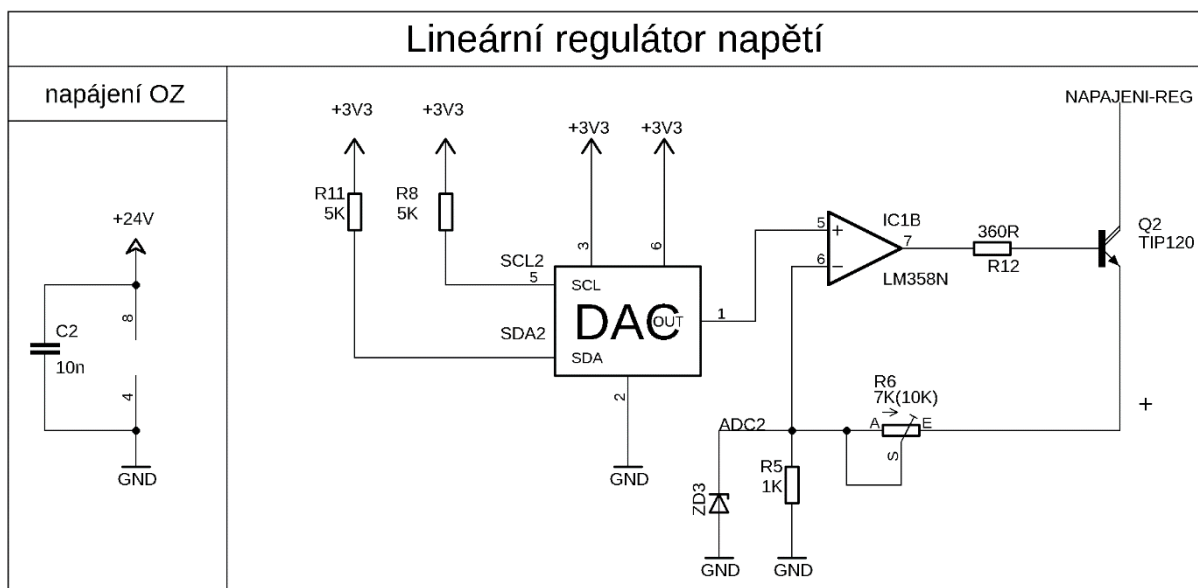 Lineární regulátor napětí
napájení OZ
NAPAJENI-REG
+3V3
+3V3
+3V3
+3V3
R11
5K
R8
5K
+24V
3
6
5
+
IC1B
7
360R
R12
Q2
TIP120
6
−
LM358N
SCL2
5
SCL
DAC
OUT
1
SDA2
SDA
8
C2
10n
4
2
R6
7K(10K)
A
E
S
+
ADC2
R5
1K
ZD3
GND
GND
GND
GND